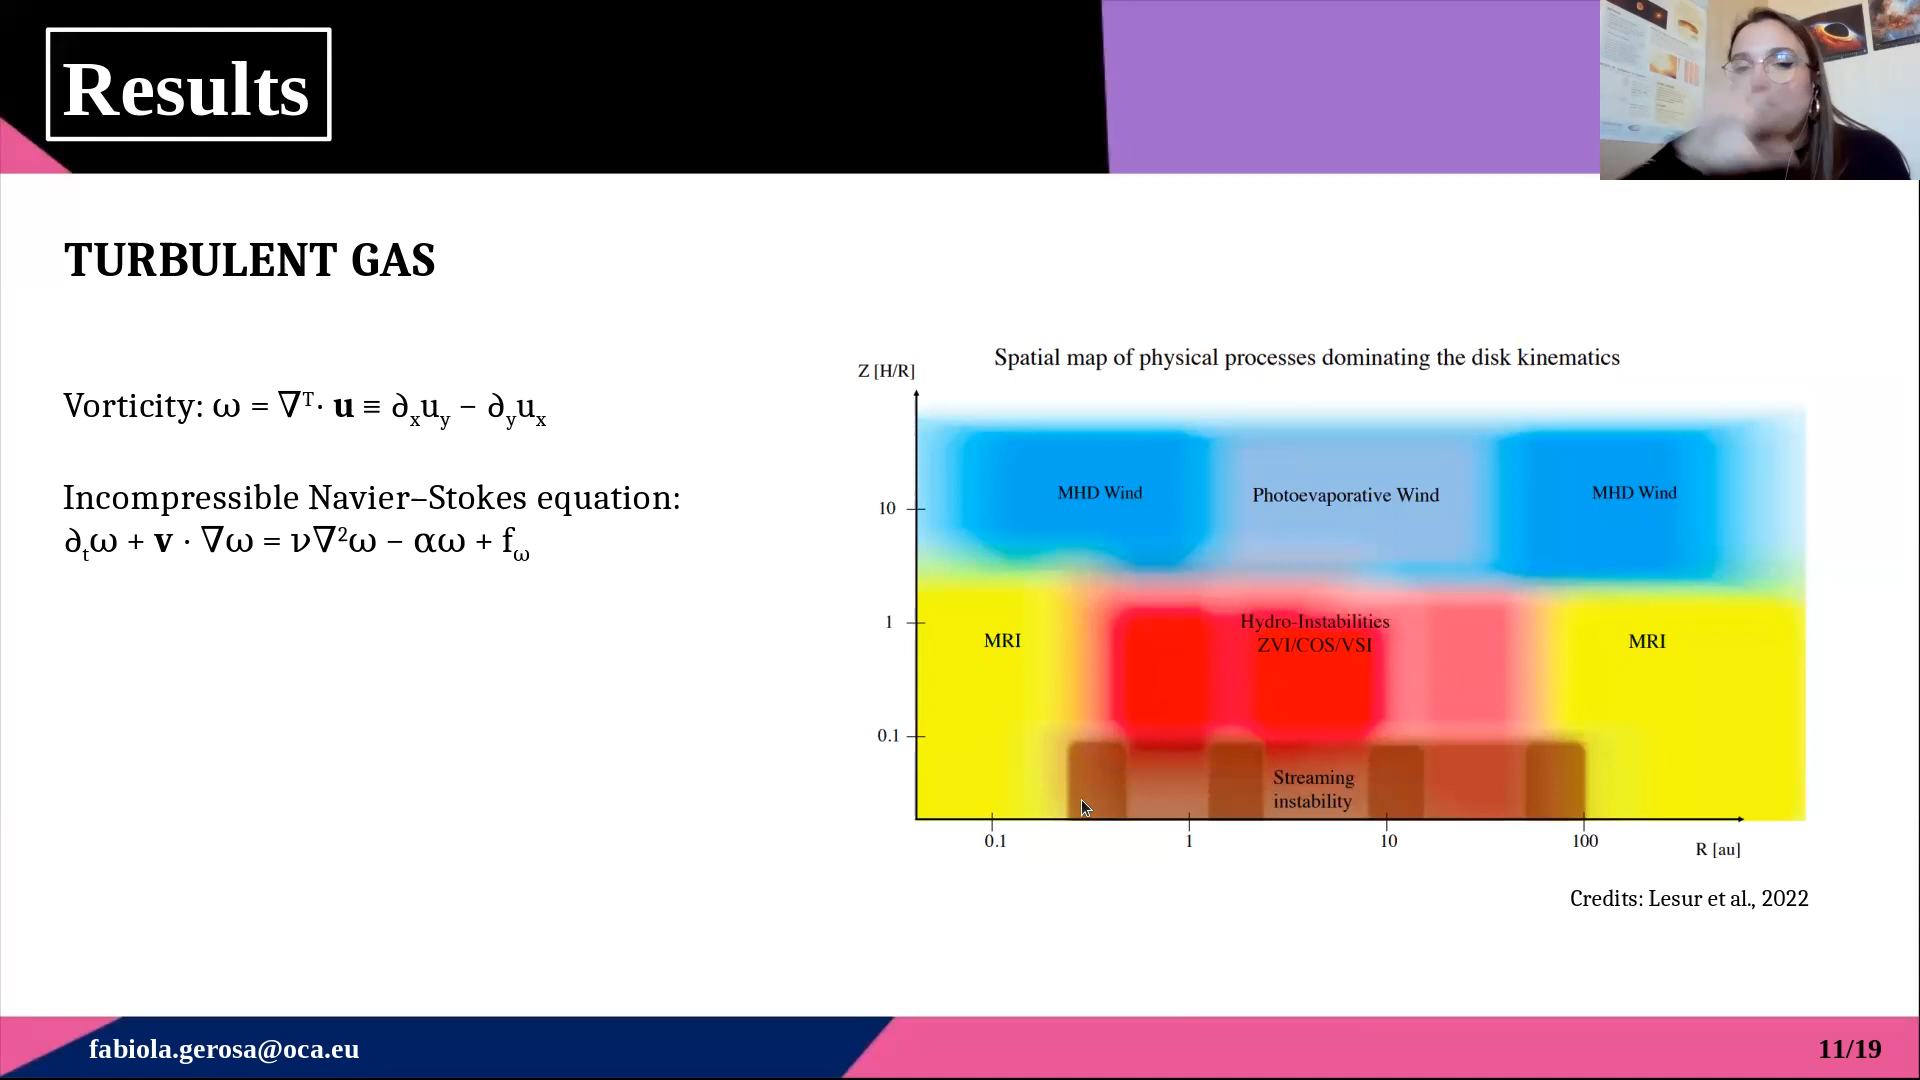 Results
TURBULENT GAS
Vorticity: ω = ∇ᵀ· u ≡ ∂ₓu_y − ∂_yuₓ
Incompressible Navier–Stokes equation:
∂ₜω + v · ∇ω = ν∇²ω − αω + f_ω
Spatial map of physical processes dominating the disk kinematics
Z [H/R]
MHD Wind
Photoevaporative Wind
MHD Wind
10
1
0.1
MRI
Hydro-Instabilities
ZVI/COS/VSI
MRI
Streaming
instability
0.1
1
10
100
R [au]
Credits: Lesur et al., 2022
fabiola.gerosa@oca.eu
11/19